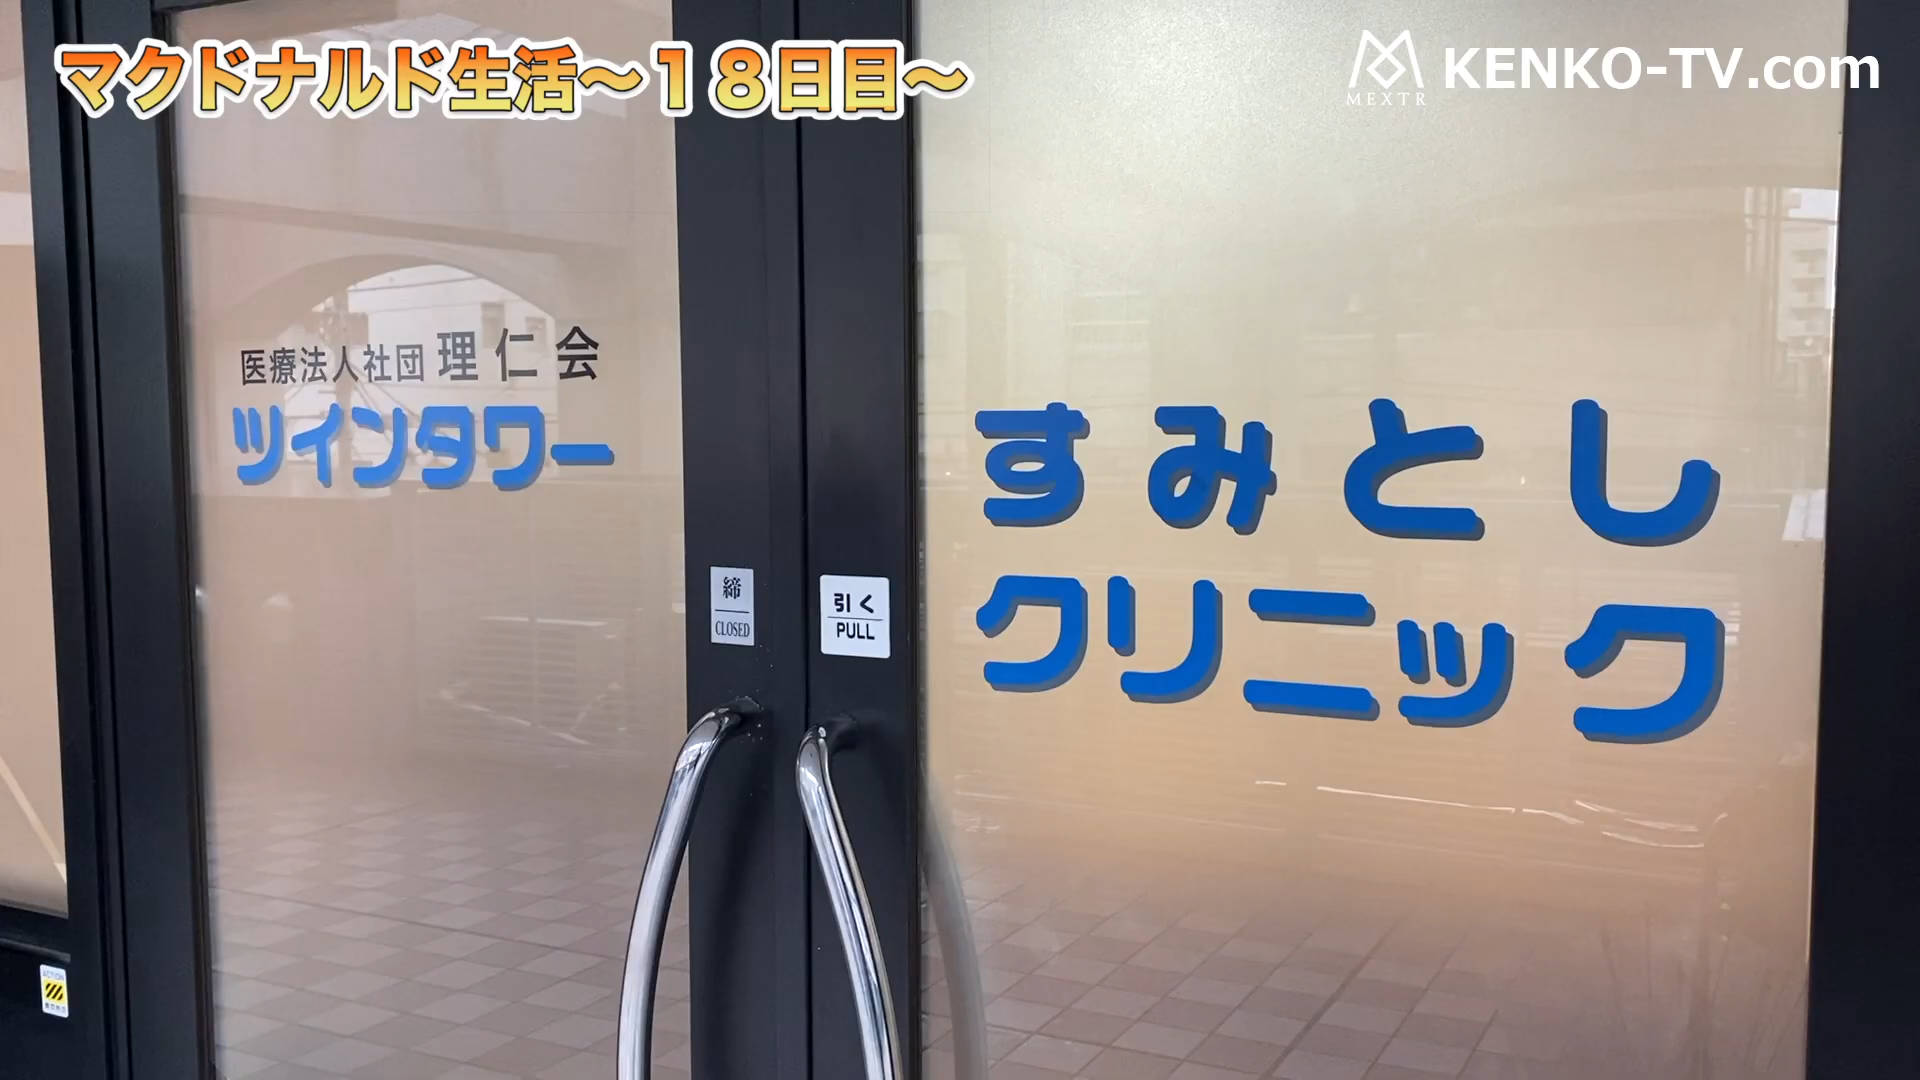 マクドナルド生活～１８日目～
MEXTR
KENKO-TV.com
医療法人社団 理仁会
ツインタワー
すみとし
クリニック
締
CLOSED
引く
PULL
ACTION